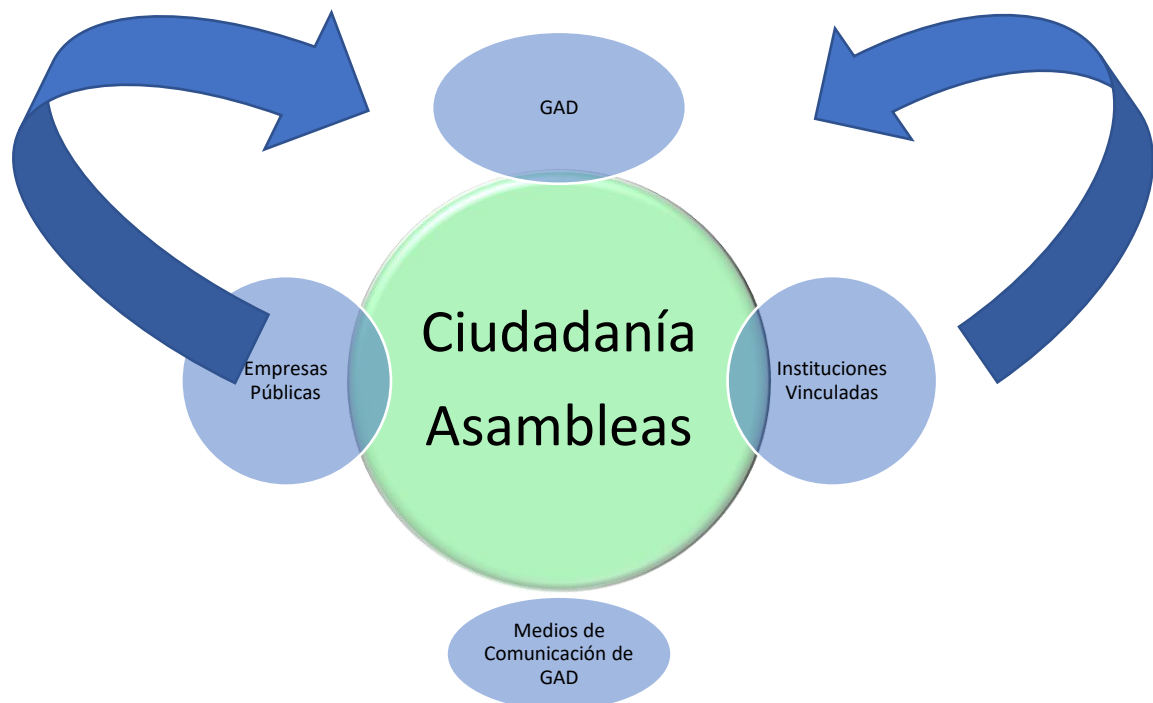 GAD
Ciudadanía
Asambleas
Empresas
Públicas
Instituciones
Vinculadas
Medios de
Comunicación de
GAD